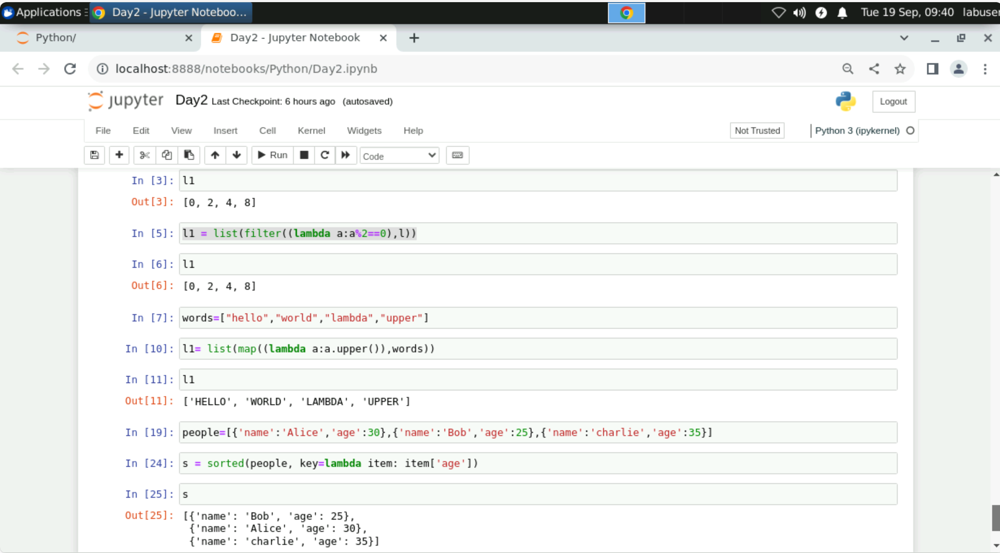 Applications Day2 - Jupyter Noteboo... Tue 19 Sep, 09:40 labuser
Python/ Day2 - Jupyter Notebook
localhost:8888/notebooks/Python/Day2.ipynb
jupyter Day2 Last Checkpoint: 6 hours ago (autosaved) Logout
File Edit View Insert Cell Kernel Widgets Help Not Trusted Python 3 (ipykernel)
Run Code
In [3]: l1
Out[3]: [0, 2, 4, 8]
In [5]: l1 = list(filter((lambda a:a%2==0),l))
In [6]: l1
Out[6]: [0, 2, 4, 8]
In [7]: words=["hello","world","lambda","upper"]
In [10]: l1= list(map((lambda a:a.upper()),words))
In [11]: l1
Out[11]: ['HELLO', 'WORLD', 'LAMBDA', 'UPPER']
In [19]: people=[{'name':'Alice','age':30},{'name':'Bob','age':25},{'name':'charlie','age':35}]
In [24]: s = sorted(people, key=lambda item: item['age'])
In [25]: s
Out[25]: [{'name': 'Bob', 'age': 25},
{'name': 'Alice', 'age': 30},
{'name': 'charlie', 'age': 35}]